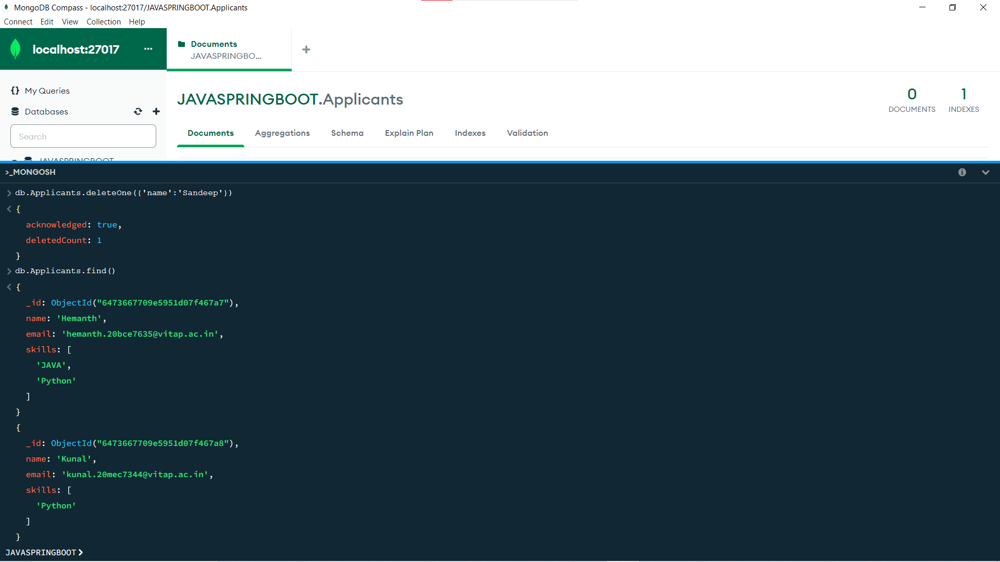 MongoDB Compass - localhost:27017/JAVASPRINGBOOT.Applicants
Connect Edit View Collection Help
localhost:27017 ...
Documents
JAVASPRINGBO...
My Queries
Databases
Search
JAVASPRINGBOOT
JAVASPRINGBOOT.Applicants
0
DOCUMENTS
1
INDEXES
Documents Aggregations Schema Explain Plan Indexes Validation
>_MONGOSH
> db.Applicants.deleteOne({'name':'Sandeep'})
< {
acknowledged: true,
deletedCount: 1
}
> db.Applicants.find()
< {
_id: ObjectId("6473667709e5951d07f467a7"),
name: 'Hemanth',
email: 'hemanth.20bce7635@vitap.ac.in',
skills: [
'JAVA',
'Python'
]
}
{
_id: ObjectId("6473667709e5951d07f467a8"),
name: 'Kunal',
email: 'kunal.20mec7344@vitap.ac.in',
skills: [
'Python'
]
}
JAVASPRINGBOOT>